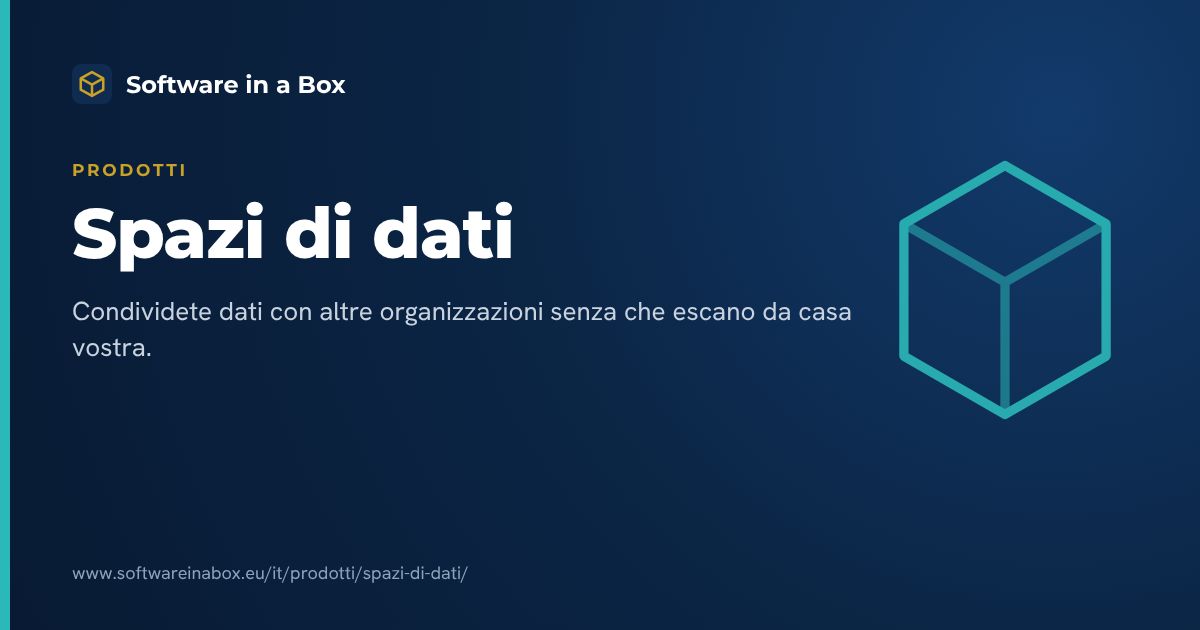 Software in a Box
PRODOTTI
Spazi di dati
Condividete dati con altre organizzazioni senza che escano da casa
vostra.
www.softwareinabox.eu/it/prodotti/spazi-di-dati/